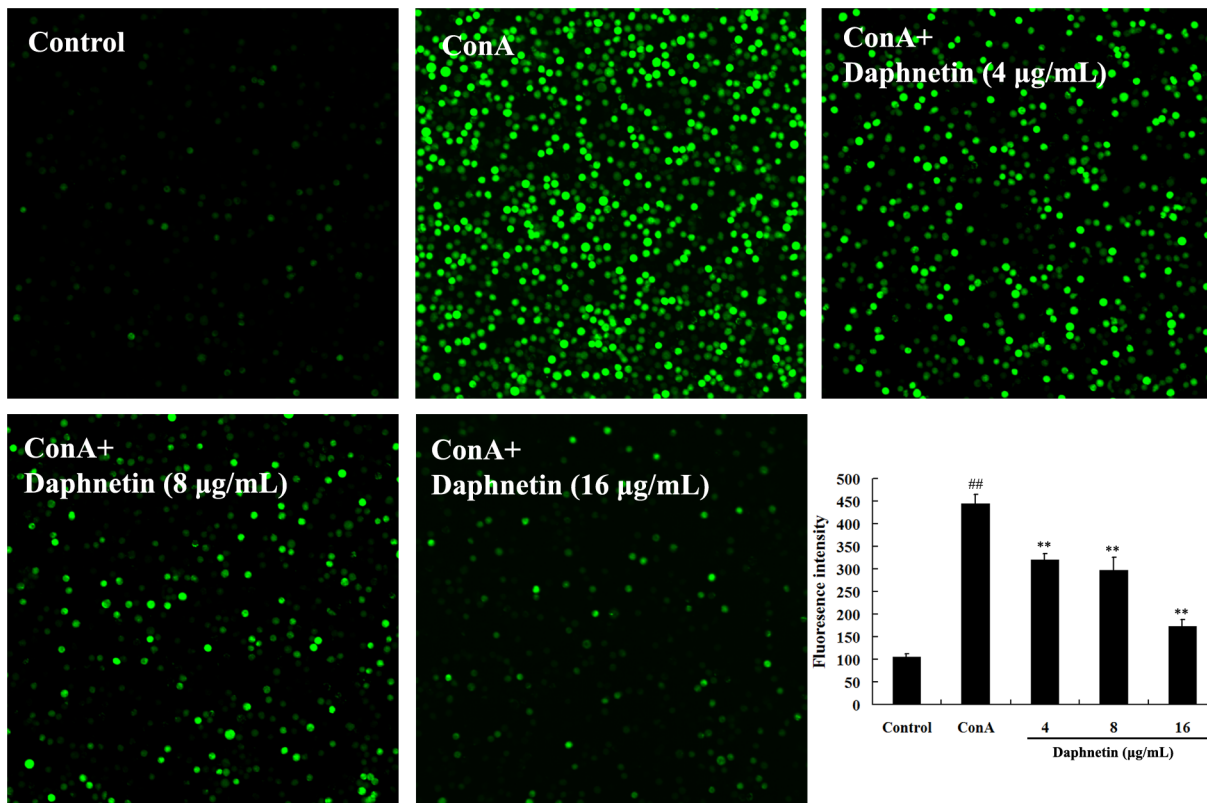 Control
ConA
ConA+
Daphnetin (4 μg/mL)
ConA+
Daphnetin (8 μg/mL)
ConA+
Daphnetin (16 μg/mL)
Fluorescence intensity
500
450
400
350
300
250
200
150
100
50
0
##
**
**
**
Control ConA 4 8 16
Daphnetin (μg/mL)